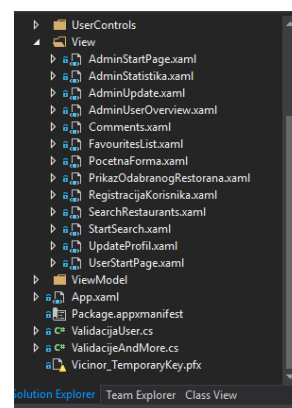 UserControls
View
AdminStartPage.xaml
AdminStatistika.xaml
AdminUpdate.xaml
AdminUserOverview.xaml
Comments.xaml
FavouritesList.xaml
PocetnaForma.xaml
PrikazOdabranogRestorana.xaml
RegistracijaKorisnika.xaml
SearchRestaurants.xaml
StartSearch.xaml
UpdateProfil.xaml
UserStartPage.xaml
ViewModel
App.xaml
Package.appxmanifest
C# ValidacijaUser.cs
C# ValidacijeAndMore.cs
Vicinor_TemporaryKey.pfx
Solution Explorer Team Explorer Class View